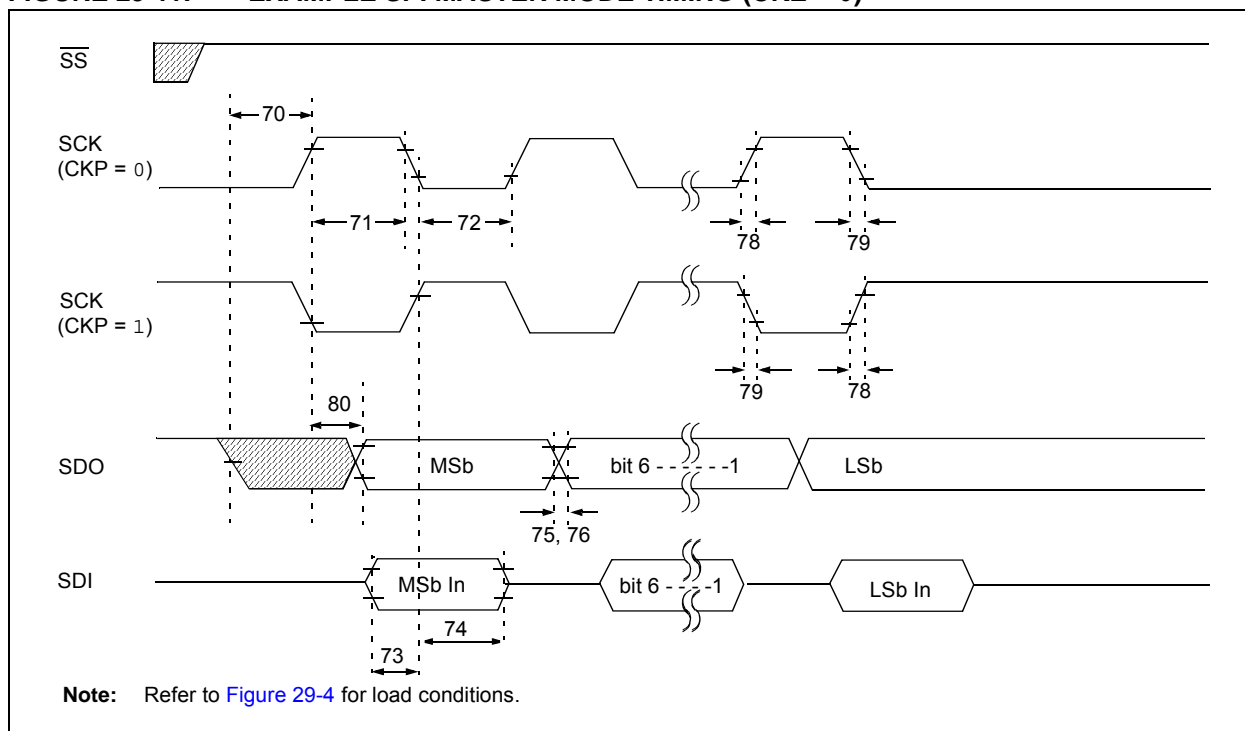 SS
70
SCK
(CKP = 0)
71
72
78
79
SCK
(CKP = 1)
79
78
80
SDO
MSb
bit 6 - - - - - - -1
LSb
75, 76
SDI
MSb In
bit 6 - - - - -1
LSb In
74
73
Note: Refer to Figure 29-4 for load conditions.